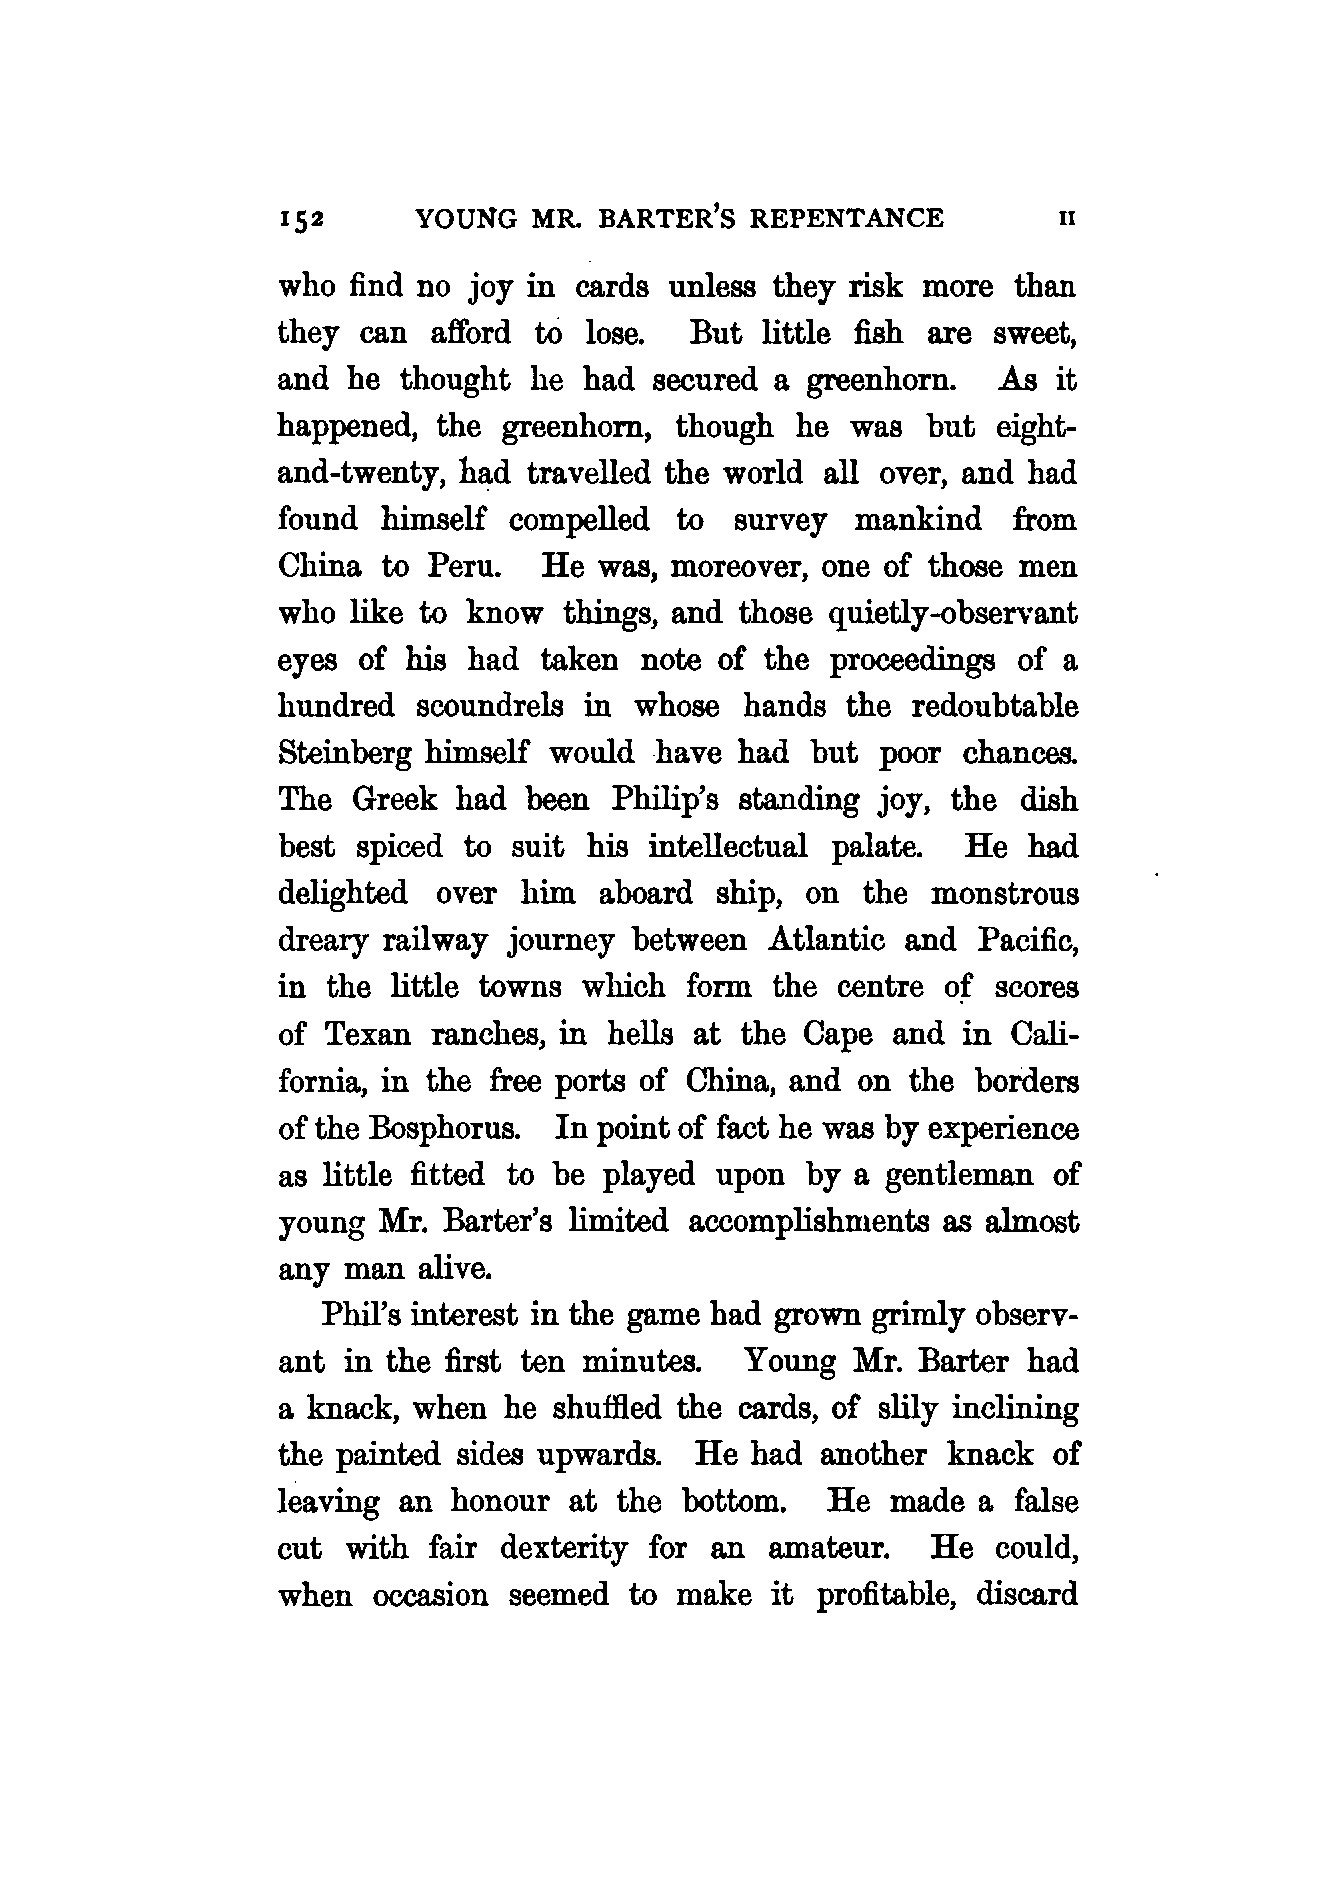 152 YOUNG MR. BARTER'S REPENTANCE II
who find no joy in cards unless they risk more than
they can afford to lose. But little fish are sweet,
and he thought he had secured a greenhorn. As it
happened, the greenhorn, though he was but eight-
and-twenty, had travelled the world all over, and had
found himself compelled to survey mankind from
China to Peru. He was, moreover, one of those men
who like to know things, and those quietly-observant
eyes of his had taken note of the proceedings of a
hundred scoundrels in whose hands the redoubtable
Steinberg himself would have had but poor chances.
The Greek had been Philip's standing joy, the dish
best spiced to suit his intellectual palate. He had
delighted over him aboard ship, on the monstrous
dreary railway journey between Atlantic and Pacific,
in the little towns which form the centre of scores
of Texan ranches, in hells at the Cape and in Cali-
fornia, in the free ports of China, and on the borders
of the Bosphorus. In point of fact he was by experience
as little fitted to be played upon by a gentleman of
young Mr. Barter's limited accomplishments as almost
any man alive.
Phil's interest in the game had grown grimly observ-
ant in the first ten minutes. Young Mr. Barter had
a knack, when he shuffled the cards, of slily inclining
the painted sides upwards. He had another knack of
leaving an honour at the bottom. He made a false
cut with fair dexterity for an amateur. He could,
when occasion seemed to make it profitable, discard